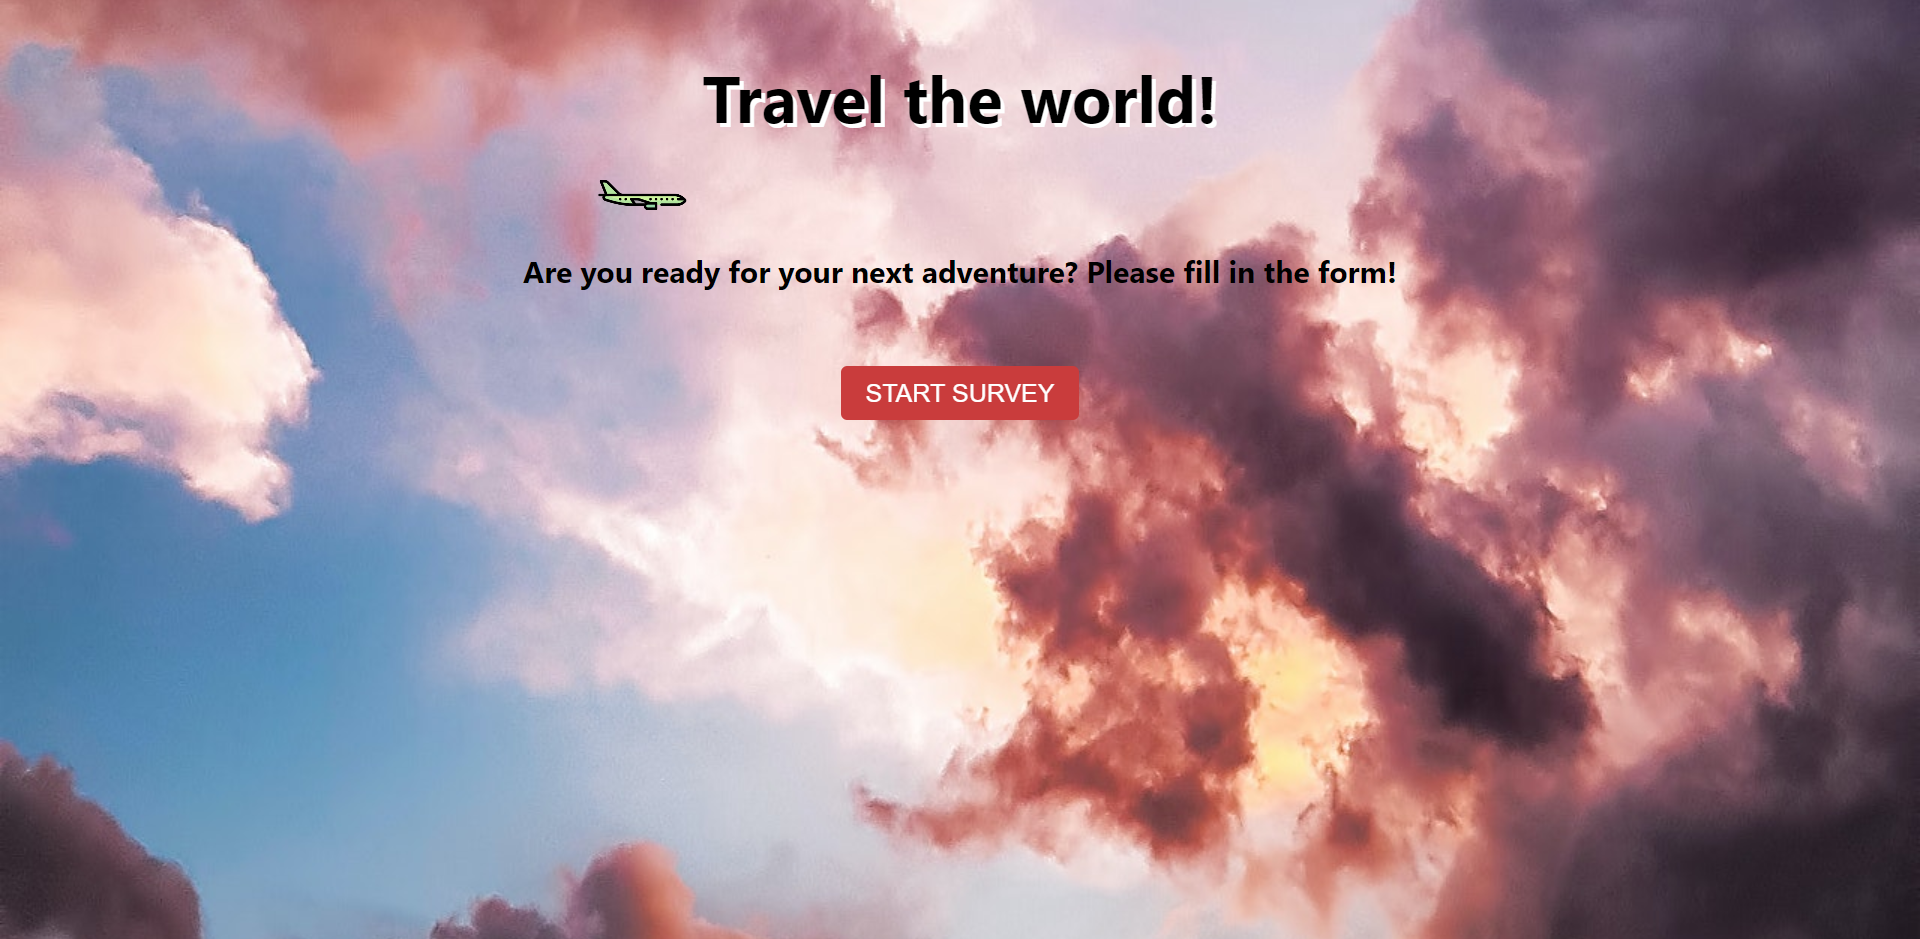 Travel the world!
Are you ready for your next adventure? Please fill in the form!
START SURVEY